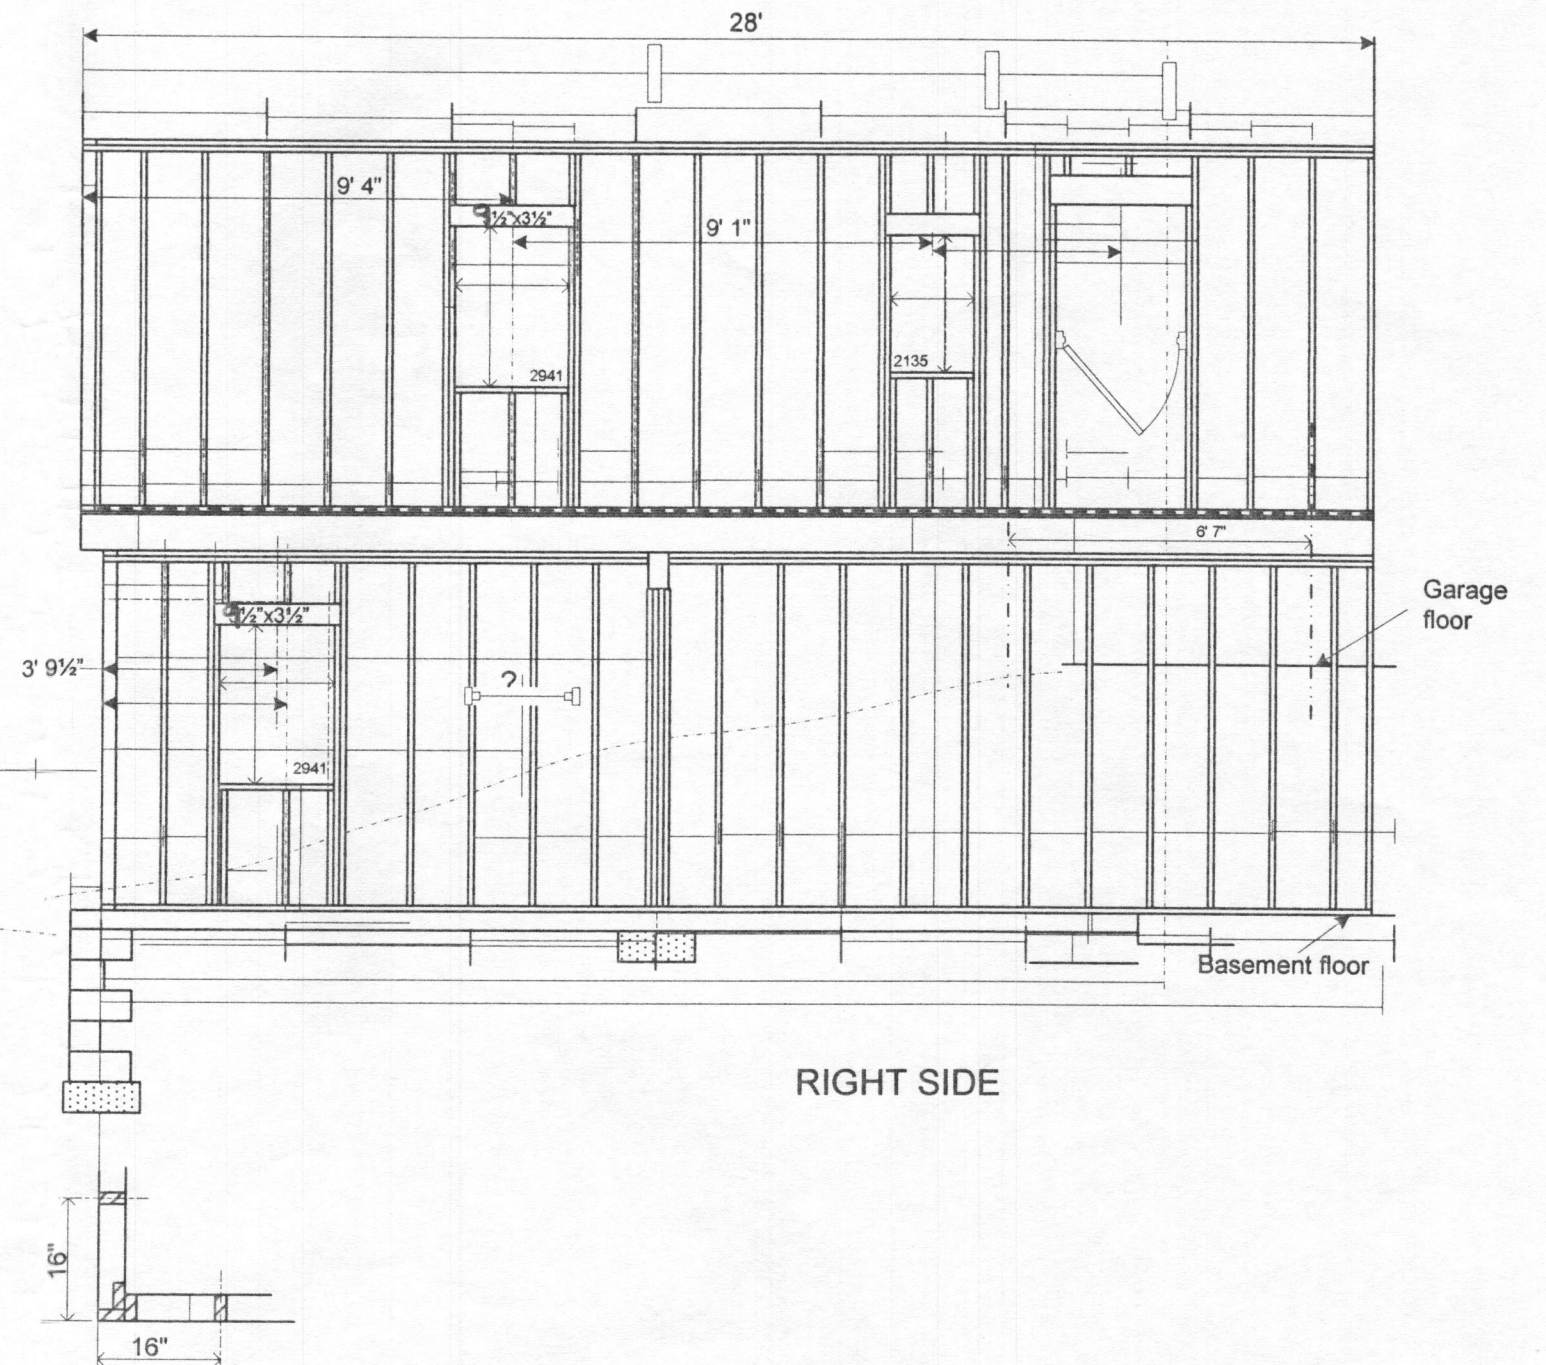 28'
9' 4"
9½"x3½"
9' 1"
2941
2135
6' 7"
Garage
floor
9½"x3½"
3' 9½"
?
2941
Basement floor
RIGHT SIDE
16"
16"